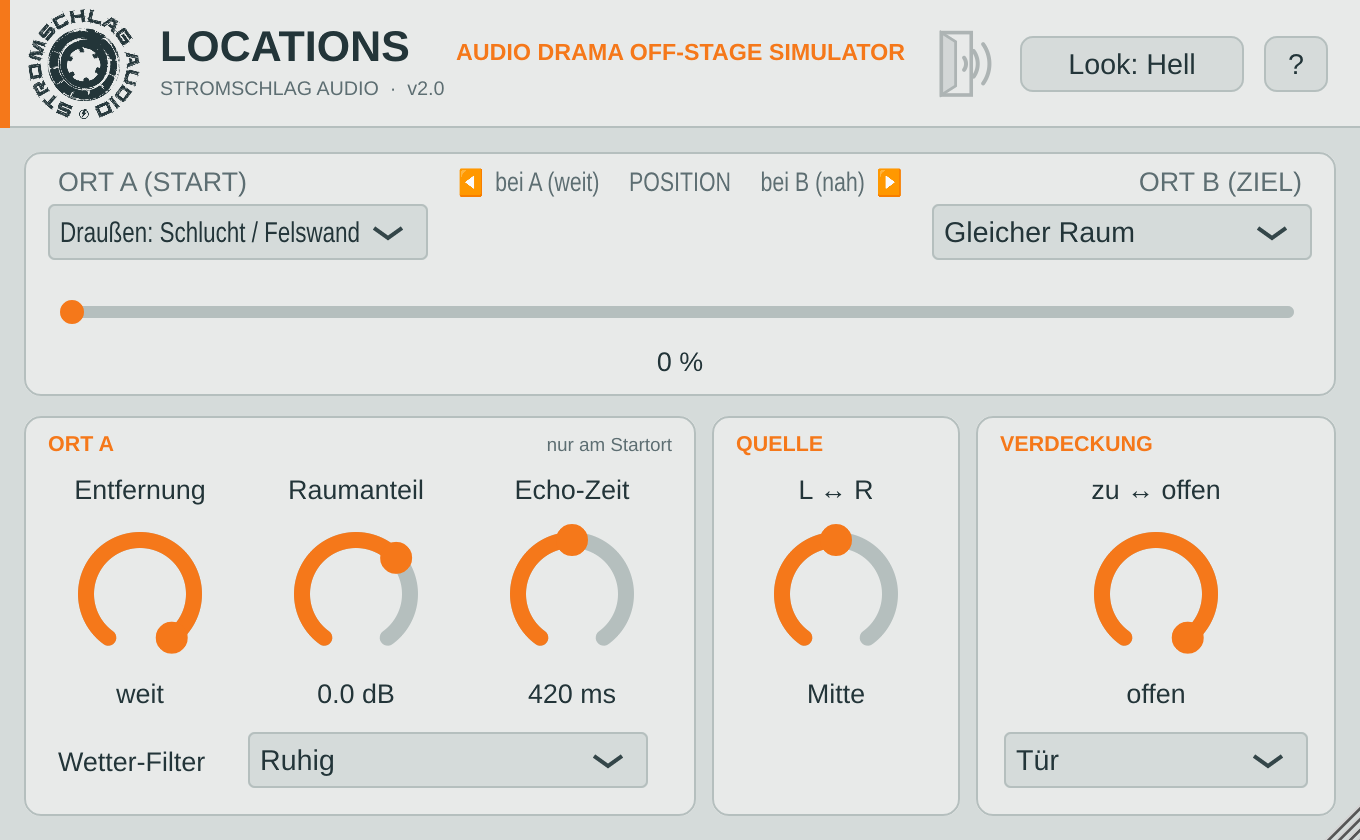 STROMSCHLAG AUDIO
LOCATIONS
AUDIO DRAMA OFF-STAGE SIMULATOR
STROMSCHLAG AUDIO · v2.0
Look: Hell
?
ORT A (START)
◀ bei A (weit) POSITION bei B (nah) ▶
ORT B (ZIEL)
Draußen: Schlucht / Felswand
Gleicher Raum
0 %
ORT A
nur am Startort
Entfernung
Raumanteil
Echo-Zeit
weit
0.0 dB
420 ms
Wetter-Filter
Ruhig
QUELLE
L ↔ R
Mitte
VERDECKUNG
zu ↔ offen
offen
Tür